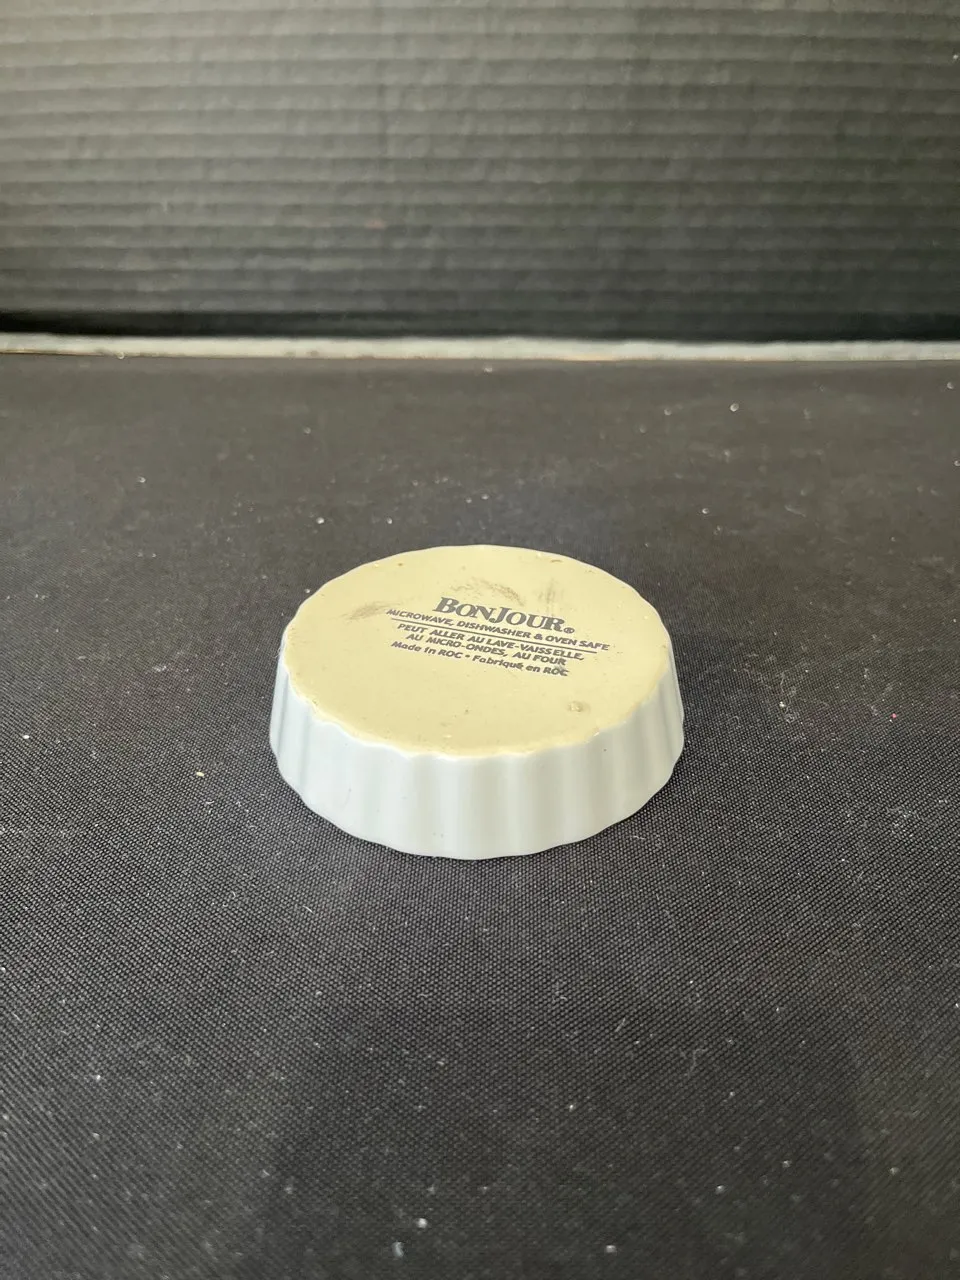 BONJOUR®
MICROWAVE, DISHWASHER & OVEN SAFE
PEUT ALLER AU LAVE-VAISSELLE,
AU MICRO-ONDES, AU FOUR
Made in ROC • Fabriqué en ROC